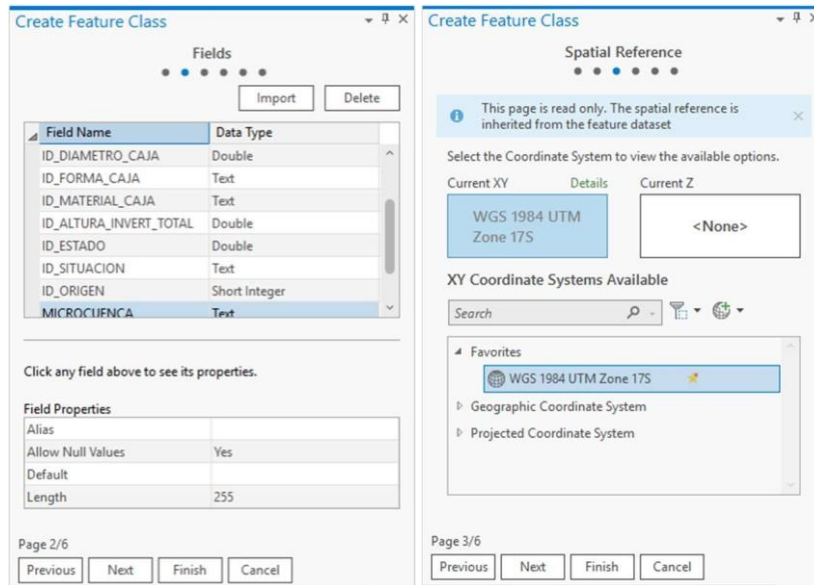 Create Feature Class
Fields
Import Delete
Field Name Data Type
ID_DIAMETRO_CAJA Double
ID_FORMA_CAJA Text
ID_MATERIAL_CAJA Text
ID_ALTURA_INVERT_TOTAL Double
ID_ESTADO Double
ID_SITUACION Text
ID_ORIGEN Short Integer
MICROCUENCA Text
Click any field above to see its properties.
Field Properties
Alias
Allow Null Values Yes
Default
Length 255
Page 2/6
Previous Next Finish Cancel
Create Feature Class
Spatial Reference
This page is read only. The spatial reference is
inherited from the feature dataset
Select the Coordinate System to view the available options.
Current XY Details Current Z
WGS 1984 UTM
Zone 17S
<None>
XY Coordinate Systems Available
Search
Favorites
WGS 1984 UTM Zone 17S
Geographic Coordinate System
Projected Coordinate System
Page 3/6
Previous Next Finish Cancel